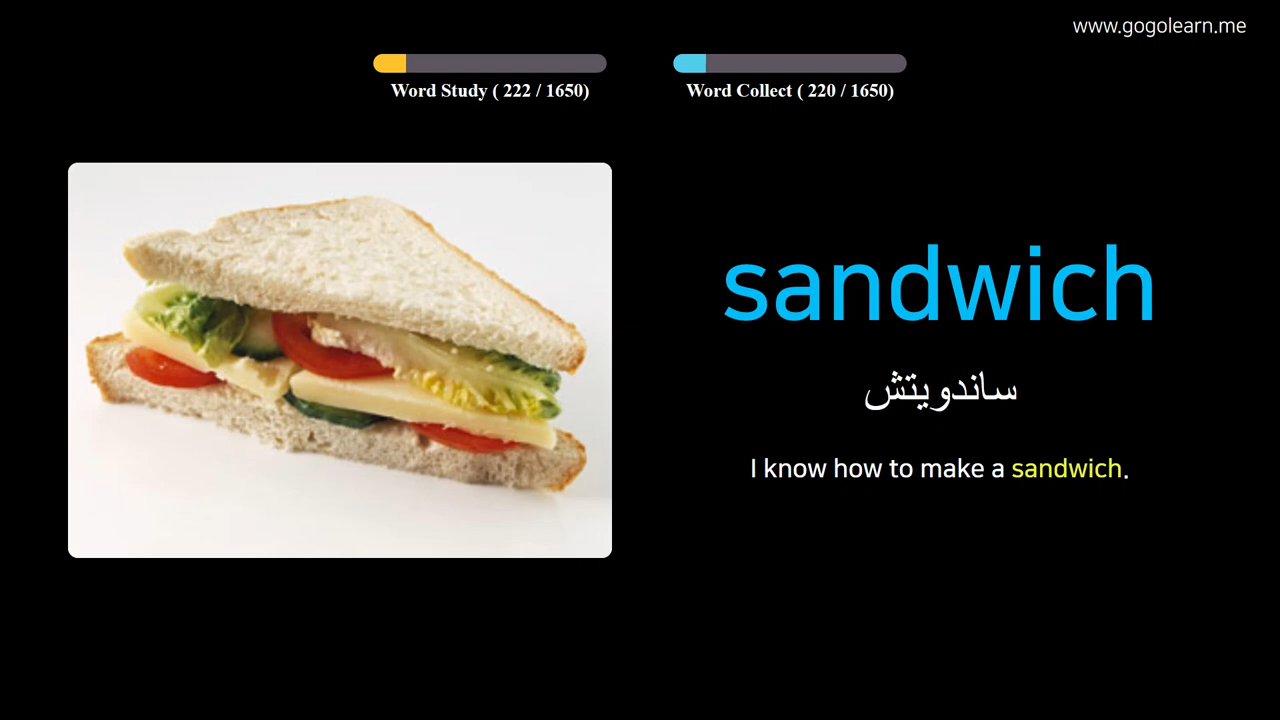 www.gogolearn.me
Word Study ( 222 / 1650)
Word Collect ( 220 / 1650)
sandwich
ساندويتش
I know how to make a sandwich.